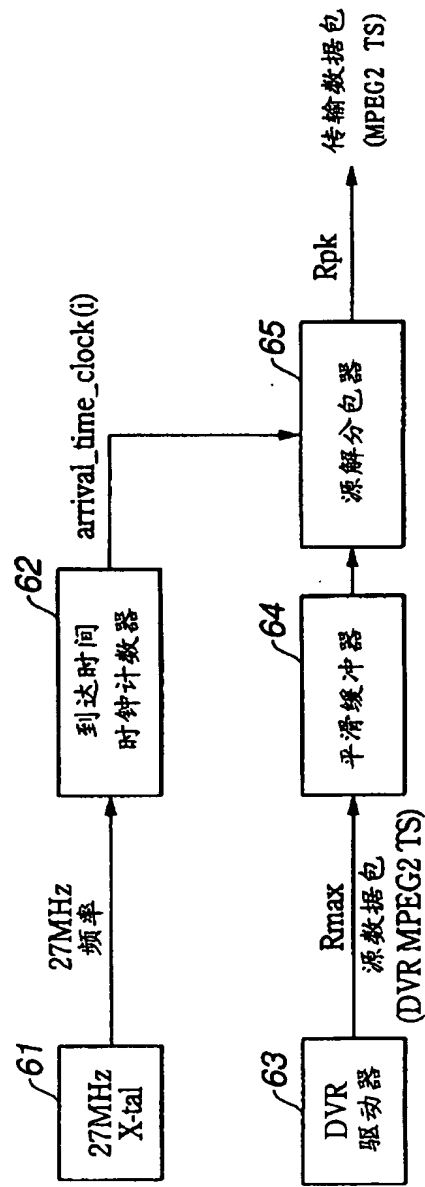 61
27MHz
X-tal
27MHz
频率
62
到达时间
时钟计数器
arrival_time_clock(i)
63
DVR
驱动器
Rmax
源数据包
(DVR MPEG2 TS)
64
平滑缓冲器
65
源解分包器
Rpk
传输数据包
(MPEG2 TS)